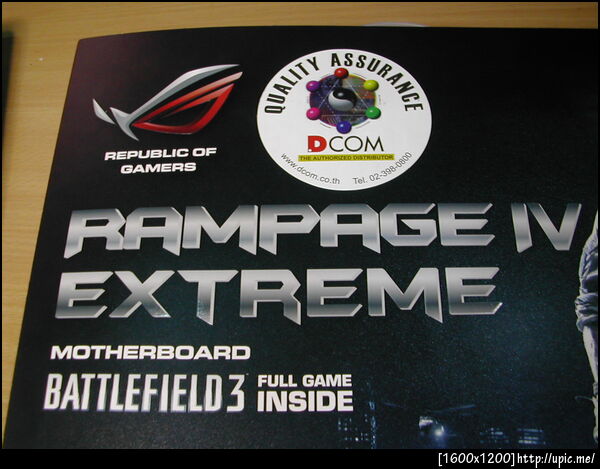 REPUBLIC OF
GAMERS
QUALITY ASSURANCE
DCOM
THE AUTHORIZED DISTRIBUTOR
www.dcom.co.th Tel. 02-398-0800
RAMPAGE IV
EXTREME
MOTHERBOARD
BATTLEFIELD 3 FULL GAME
INSIDE
[1600x1200]http://upic.me/